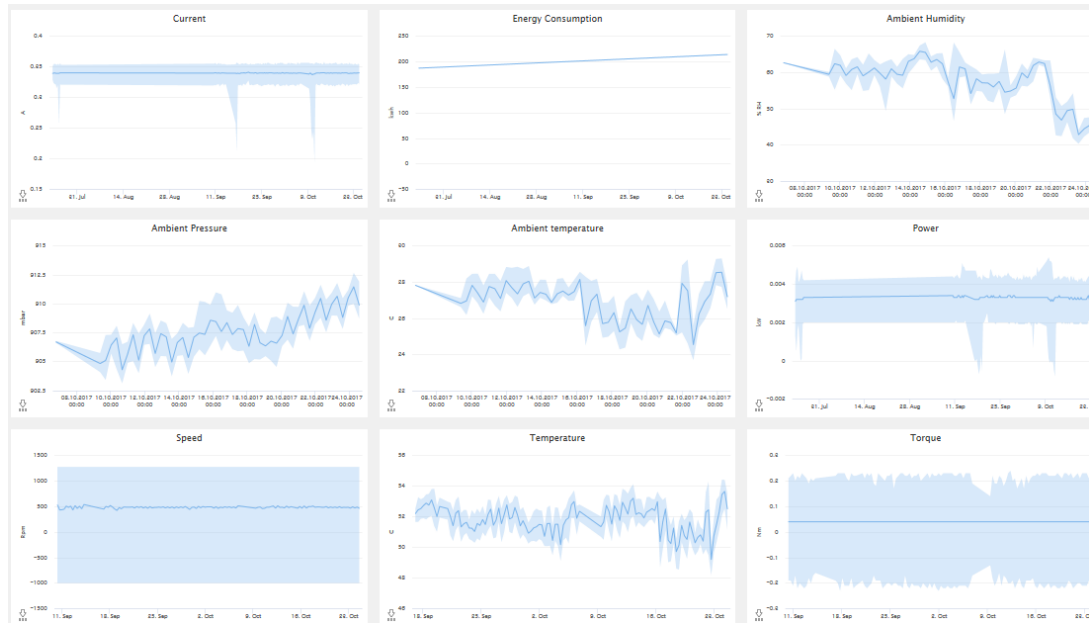 Current
0.4
0.35
0.3
0.25
0.2
0.15
A
31. Jul 14. Aug 28. Aug 11. Sep 25. Sep 9. Oct 23. Oct
Energy Consumption
250
200
150
100
50
0
-50
kwh
31. Jul 14. Aug 28. Aug 11. Sep 25. Sep 9. Oct 23. Oct
Ambient Humidity
70
60
50
40
30
% RH
08.10.2017 10.10.2017 12.10.2017 14.10.2017 16.10.2017 18.10.2017 20.10.2017 22.10.2017 24.10.2017
00:00 00:00 00:00 00:00 00:00 00:00 00:00 00:00 00:00
Ambient Pressure
915
912.5
910
907.5
905
902.5
mbar
08.10.2017 10.10.2017 12.10.2017 14.10.2017 16.10.2017 18.10.2017 20.10.2017 22.10.2017 24.10.2017
00:00 00:00 00:00 00:00 00:00 00:00 00:00 00:00 00:00
Ambient temperature
30
28
26
24
22
C
08.10.2017 10.10.2017 12.10.2017 14.10.2017 16.10.2017 18.10.2017 20.10.2017 22.10.2017 24.10.2017
00:00 00:00 00:00 00:00 00:00 00:00 00:00 00:00 00:00
Power
0.006
0.004
0.002
0
-0.002
kW
31. Jul 14. Aug 28. Aug 11. Sep 25. Sep 9. Oct 23.
Speed
1500
1000
500
0
-500
-1000
-1500
Rpm
11. Sep 18. Sep 25. Sep 2. Oct 9. Oct 16. Oct 23. Oct
Temperature
56
54
52
50
48
46
C
18. Sep 25. Sep 2. Oct 9. Oct 16. Oct 23. Oct
Torque
0.3
0.2
0.1
0
-0.1
-0.2
-0.3
Nm
11. Sep 18. Sep 25. Sep 2. Oct 9. Oct 16. Oct 23. Oct